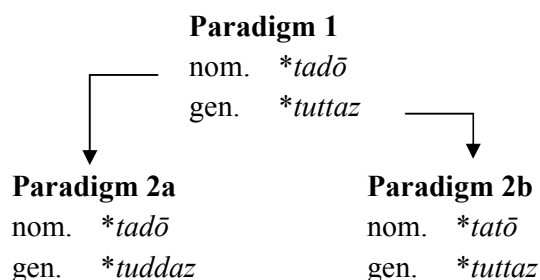 Paradigm 1
nom. *tadō
gen. *tuttaz
Paradigm 2a
nom. *tadō
gen. *tuddaz
Paradigm 2b
nom. *tatō
gen. *tuttaz